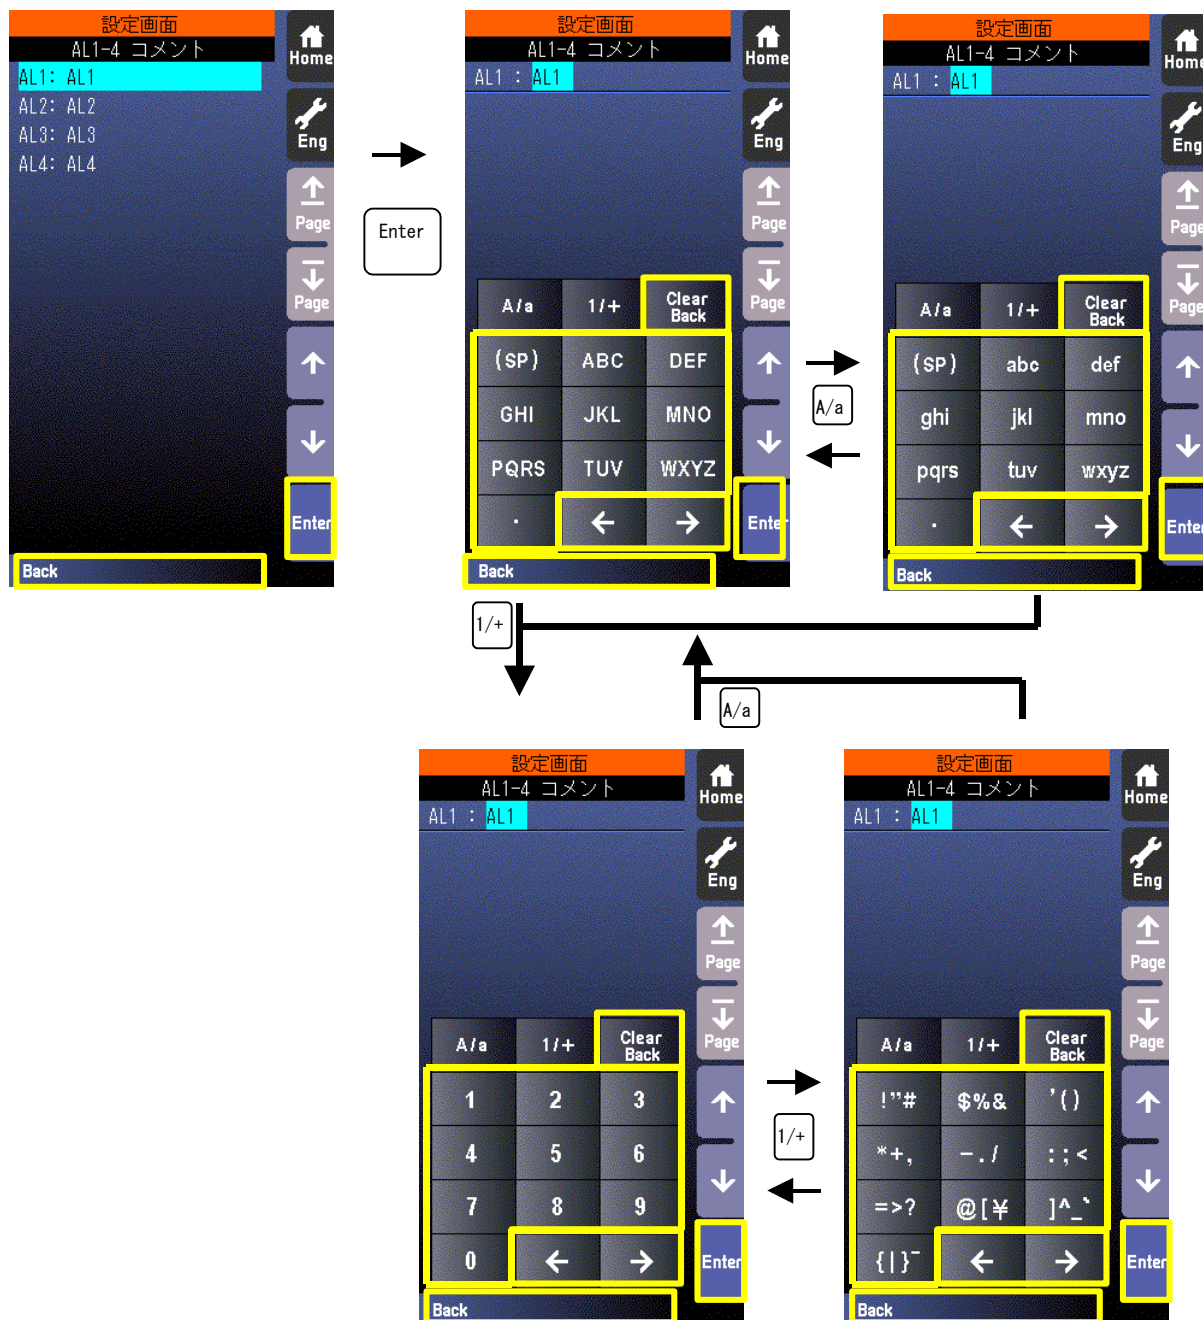 設定画面
AL1-4 コメント
AL1: AL1
AL2: AL2
AL3: AL3
AL4: AL4
Home
Eng
Page
Page
Enter
Back
Enter
設定画面
AL1-4 コメント
AL1 : AL1
Home
Eng
Page
Page
Enter
A/a 1/+ Clear Back
(SP) ABC DEF
GHI JKL MNO
PQRS TUV WXYZ
. ← →
Back
A/a
設定画面
AL1-4 コメント
AL1 : AL1
Home
Eng
Page
Page
Enter
A/a 1/+ Clear Back
(SP) abc def
ghi jkl mno
pqrs tuv wxyz
. ← →
Back
1/+
A/a
設定画面
AL1-4 コメント
AL1 : AL1
Home
Eng
Page
Page
Enter
A/a 1/+ Clear Back
1 2 3
4 5 6
7 8 9
0 ← →
Back
1/+
設定画面
AL1-4 コメント
AL1 : AL1
Home
Eng
Page
Page
Enter
A/a 1/+ Clear Back
!"# $%& '()
*+, -./ :;<
=>? @[¥ ]^_`
{|}¯ ← →
Back